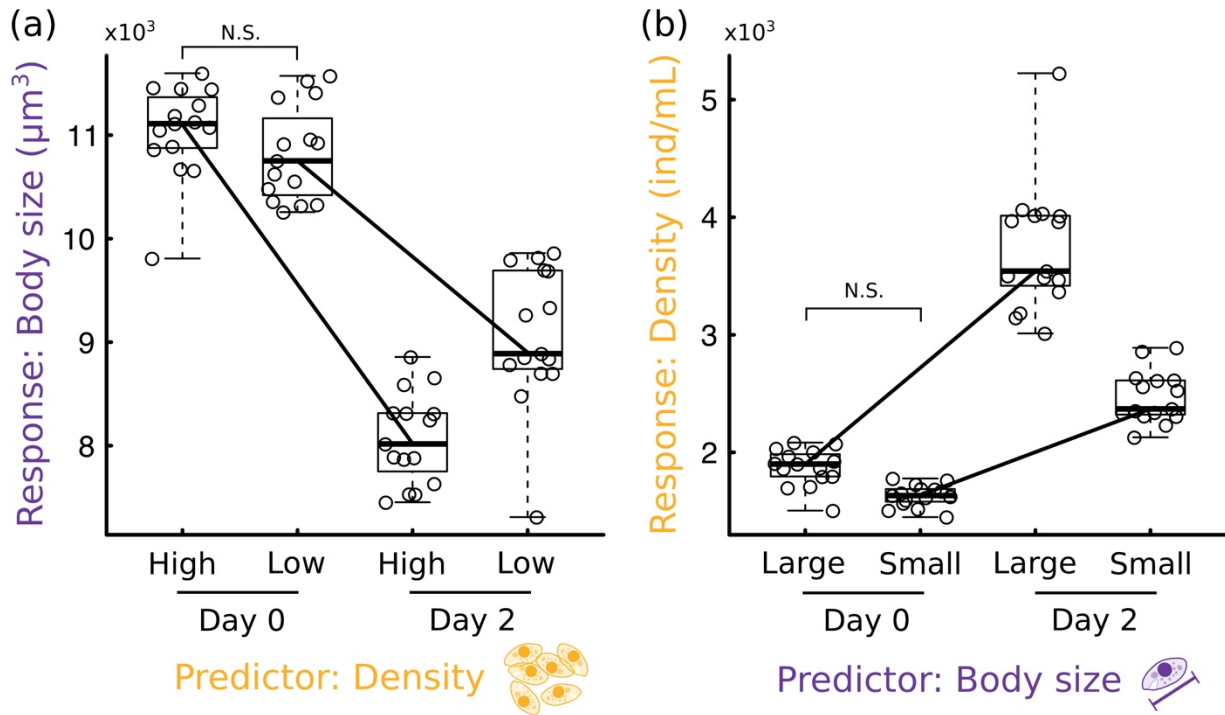 (a)
x10³
N.S.
Response: Body size (µm³)
11
10
9
8
High Low High Low
Day 0 Day 2
Predictor: Density
(b)
x10³
N.S.
Response: Density (ind/mL)
5
4
3
2
Large Small Large Small
Day 0 Day 2
Predictor: Body size